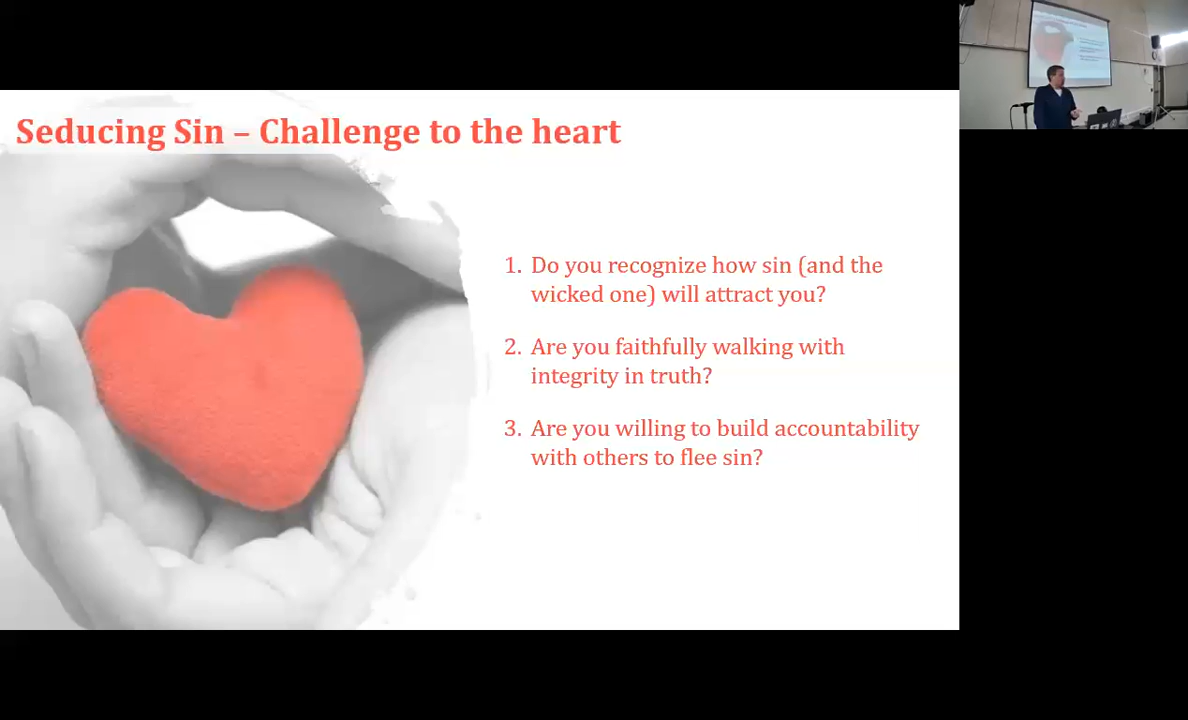 Seducing Sin – Challenge to the heart
1. Do you recognize how sin (and the
wicked one) will attract you?
2. Are you faithfully walking with
integrity in truth?
3. Are you willing to build accountability
with others to flee sin?